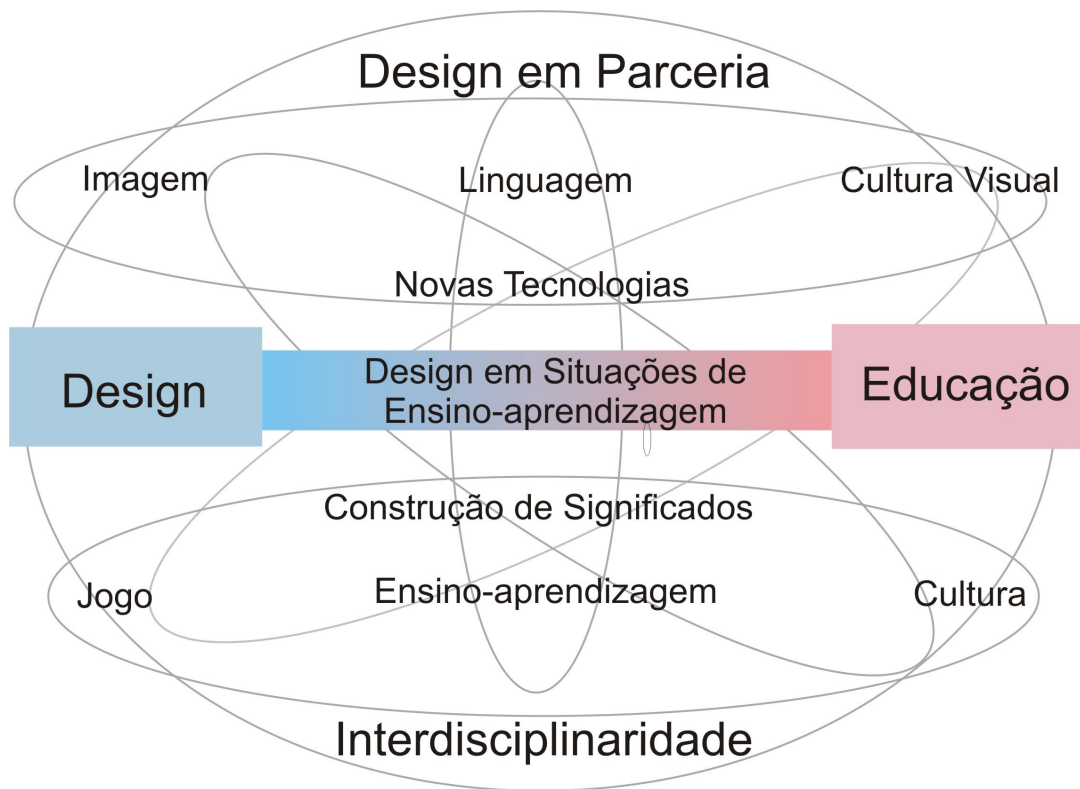 Design em Parceria
Imagem
Linguagem
Cultura Visual
Novas Tecnologias
Design
Design em Situações de
Ensino-aprendizagem
Educação
Construção de Significados
Jogo
Ensino-aprendizagem
Cultura
Interdisciplinaridade